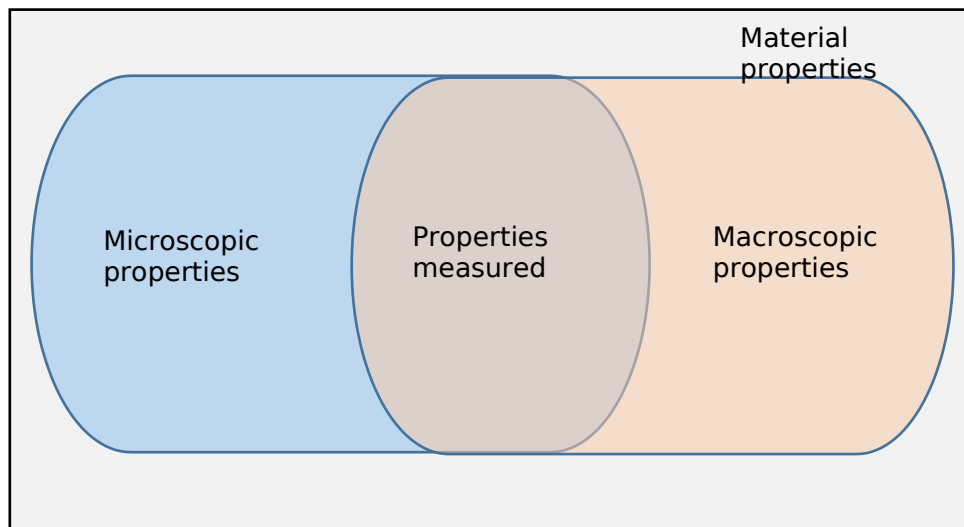 Material
properties
Microscopic
properties
Properties
measured
Macroscopic
properties